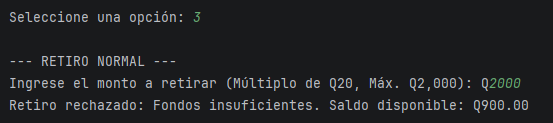 Seleccione una opción: 3
--- RETIRO NORMAL ---
Ingrese el monto a retirar (Múltiplo de Q20, Máx. Q2,000): Q2000
Retiro rechazado: Fondos insuficientes. Saldo disponible: Q900.00